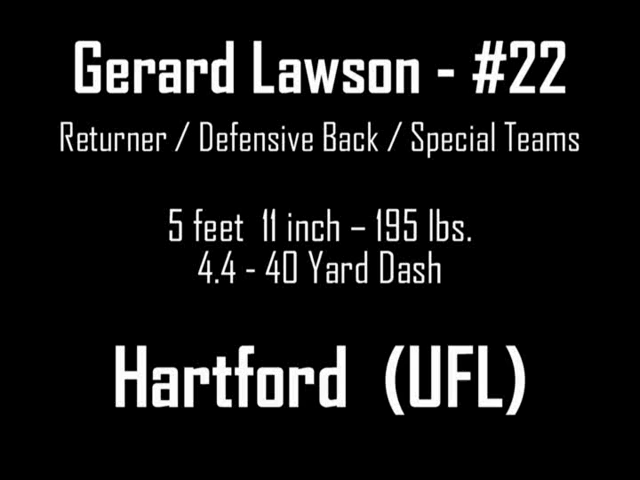 Gerard Lawson - #22
Returner / Defensive Back / Special Teams
5 feet 11 inch – 195 lbs.
4.4 - 40 Yard Dash
Hartford (UFL)